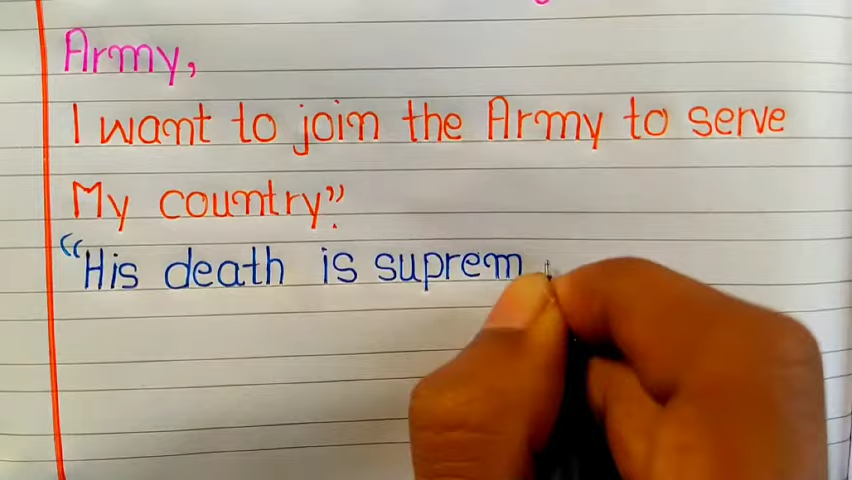 Army,
I want to join the Army to serve
My country".
"His death is suprem